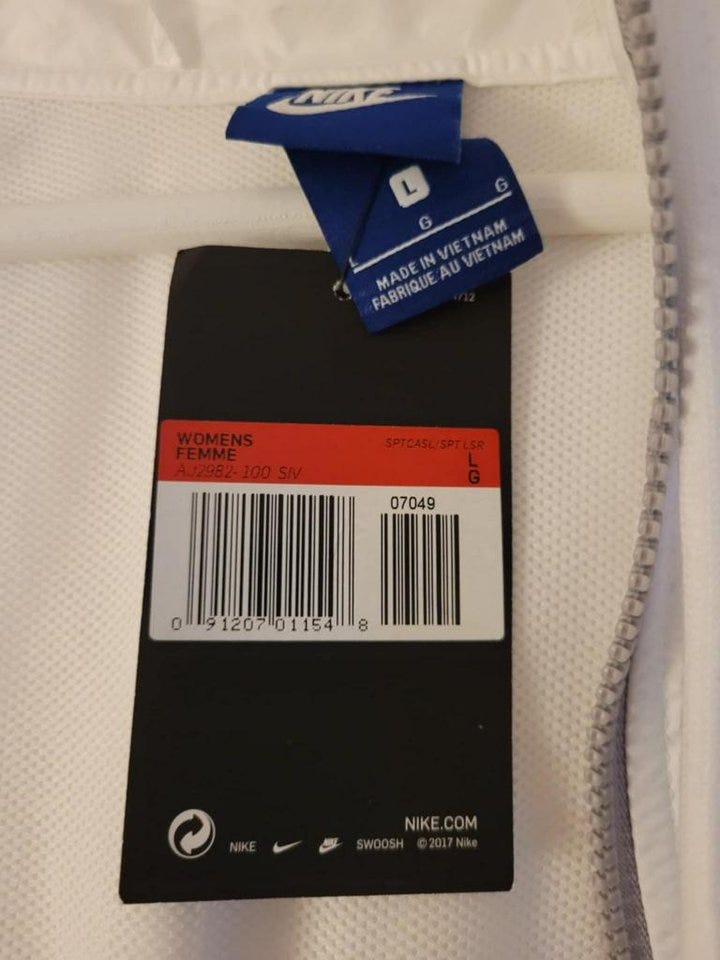 NIKE
L
G
G
L
MADE IN VIETNAM
FABRIQUE AU VIETNAM
/12
WOMENS
FEMME
AJ2982-100 SIV
SPTCASL/SPT LSR
L
G
07049
0 91207 01154 8
NIKE.COM
NIKE SWOOSH © 2017 Nike